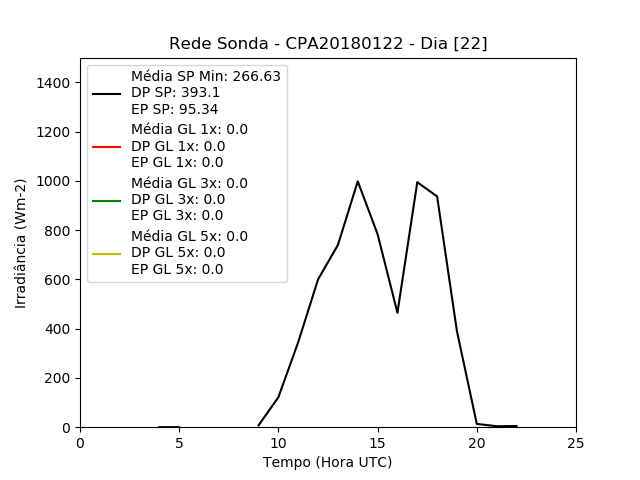 Rede Sonda - CPA20180122 - Dia [22]
Média SP Min: 266.63
DP SP: 393.1
EP SP: 95.34
Média GL 1x: 0.0
DP GL 1x: 0.0
EP GL 1x: 0.0
Média GL 3x: 0.0
DP GL 3x: 0.0
EP GL 3x: 0.0
Média GL 5x: 0.0
DP GL 5x: 0.0
EP GL 5x: 0.0
Irradiância (Wm-2)
1400
1200
1000
800
600
400
200
0
0 5 10 15 20 25
Tempo (Hora UTC)